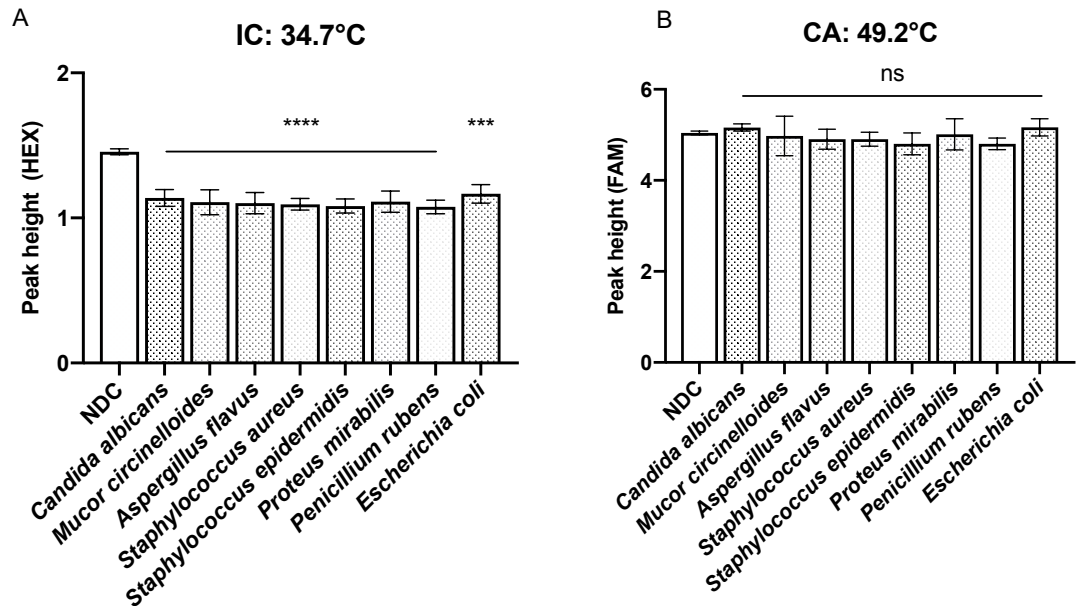 A
IC: 34.7°C
Peak height (HEX)
2
1
0
****
***
NDC
Candida albicans
Mucor circinelloides
Aspergillus flavus
Staphylococcus aureus
Staphylococcus epidermidis
Proteus mirabilis
Penicillium rubens
Escherichia coli
B
CA: 49.2°C
Peak height (FAM)
6
4
2
0
ns
NDC
Candida albicans
Mucor circinelloides
Aspergillus flavus
Staphylococcus aureus
Staphylococcus epidermidis
Proteus mirabilis
Penicillium rubens
Escherichia coli